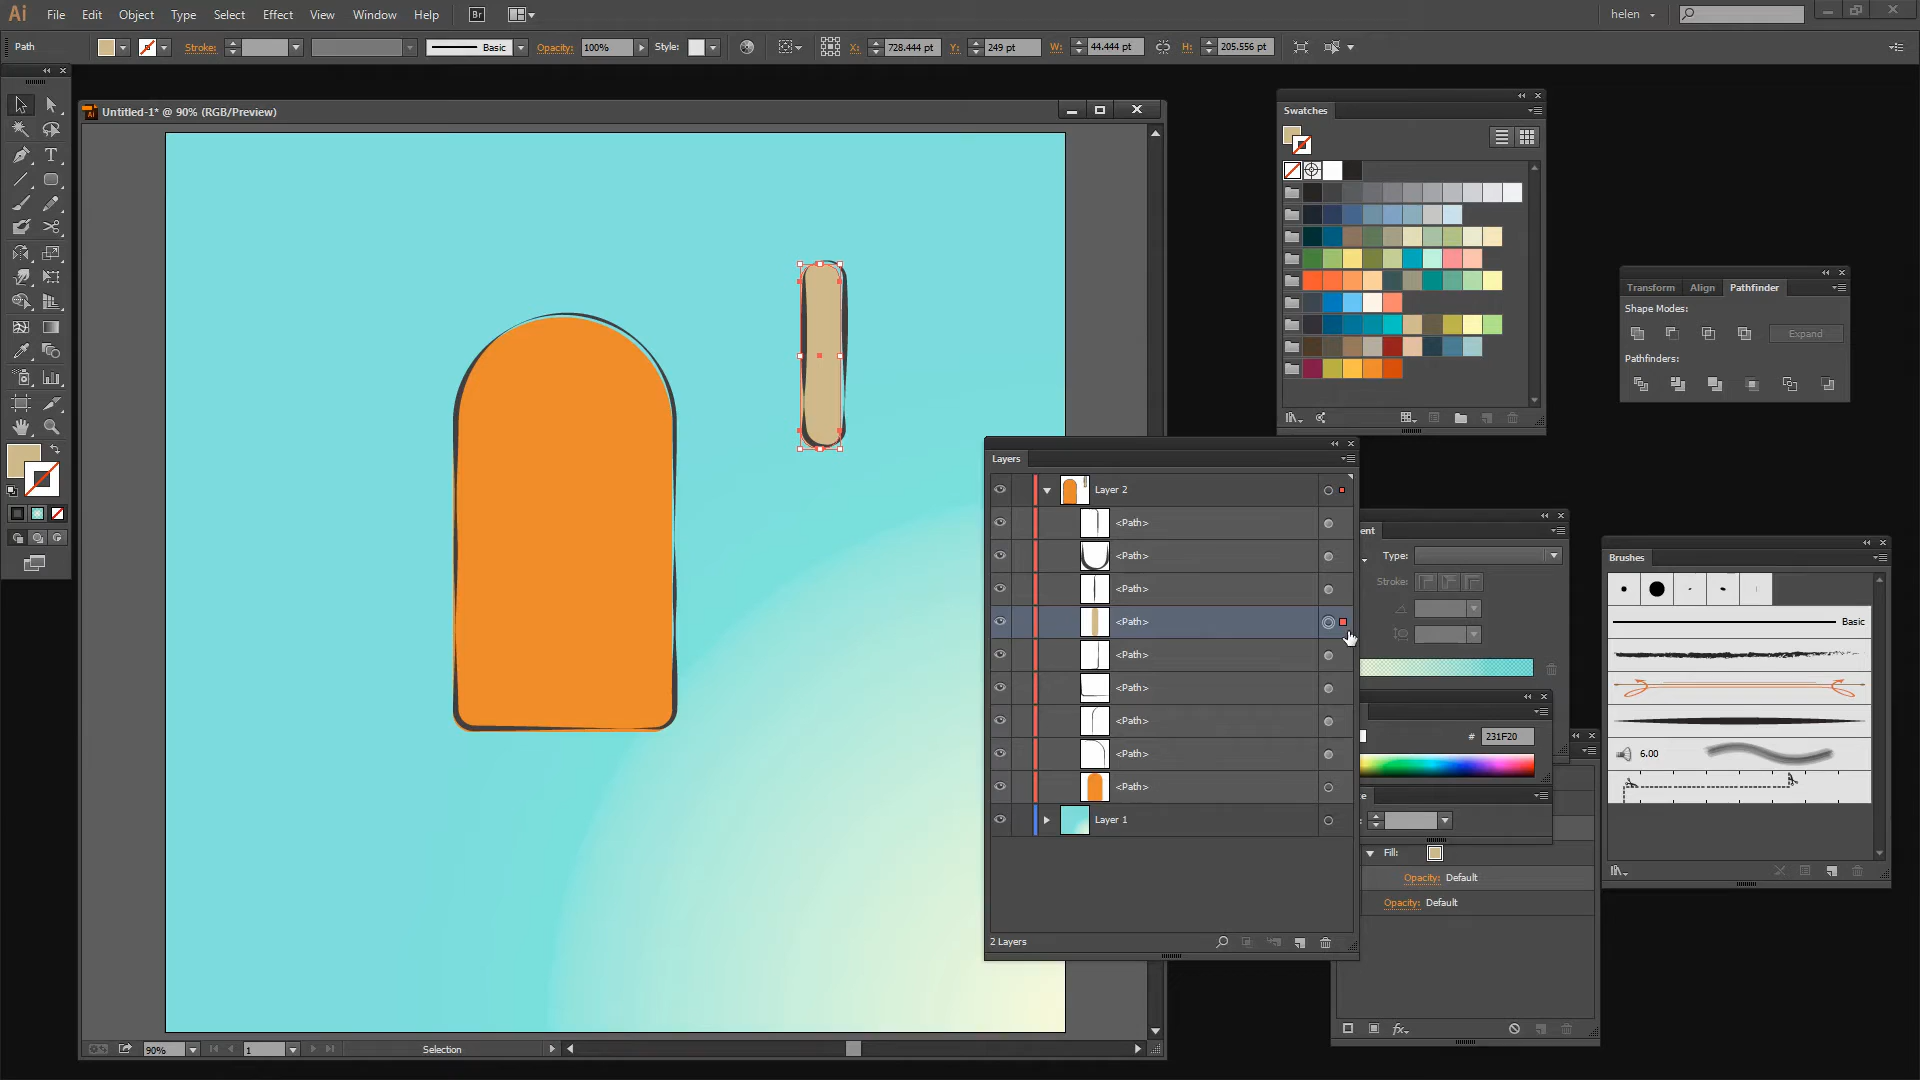 Ai File Edit Object Type Select Effect View Window Help Br helen
Path Stroke: Basic Opacity: 100% Style: X: 728.444 pt Y: 249 pt W: 44.444 pt H: 205.556 pt
Untitled-1* @ 90% (RGB/Preview)
Swatches
Transform Align Pathfinder
Shape Modes:
Expand
Pathfinders:
Layers
Layer 2
<Path>
<Path>
<Path>
<Path>
<Path>
<Path>
<Path>
<Path>
<Path>
Layer 1
2 Layers
ent
Type:
Stroke:
# 231F20
Fill:
Opacity: Default
Opacity: Default
fx
Brushes
Basic
6.00
90% 1 Selection